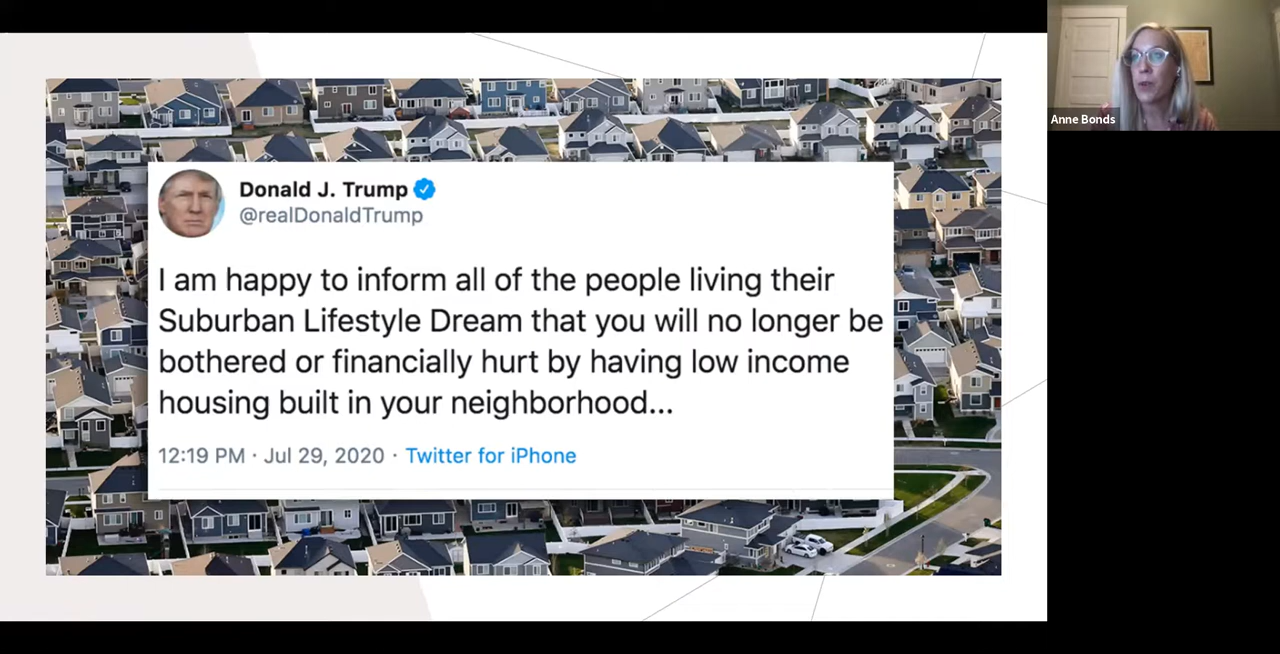 Anne Bonds
Donald J. Trump
@realDonaldTrump
I am happy to inform all of the people living their
Suburban Lifestyle Dream that you will no longer be
bothered or financially hurt by having low income
housing built in your neighborhood...
12:19 PM · Jul 29, 2020 · Twitter for iPhone